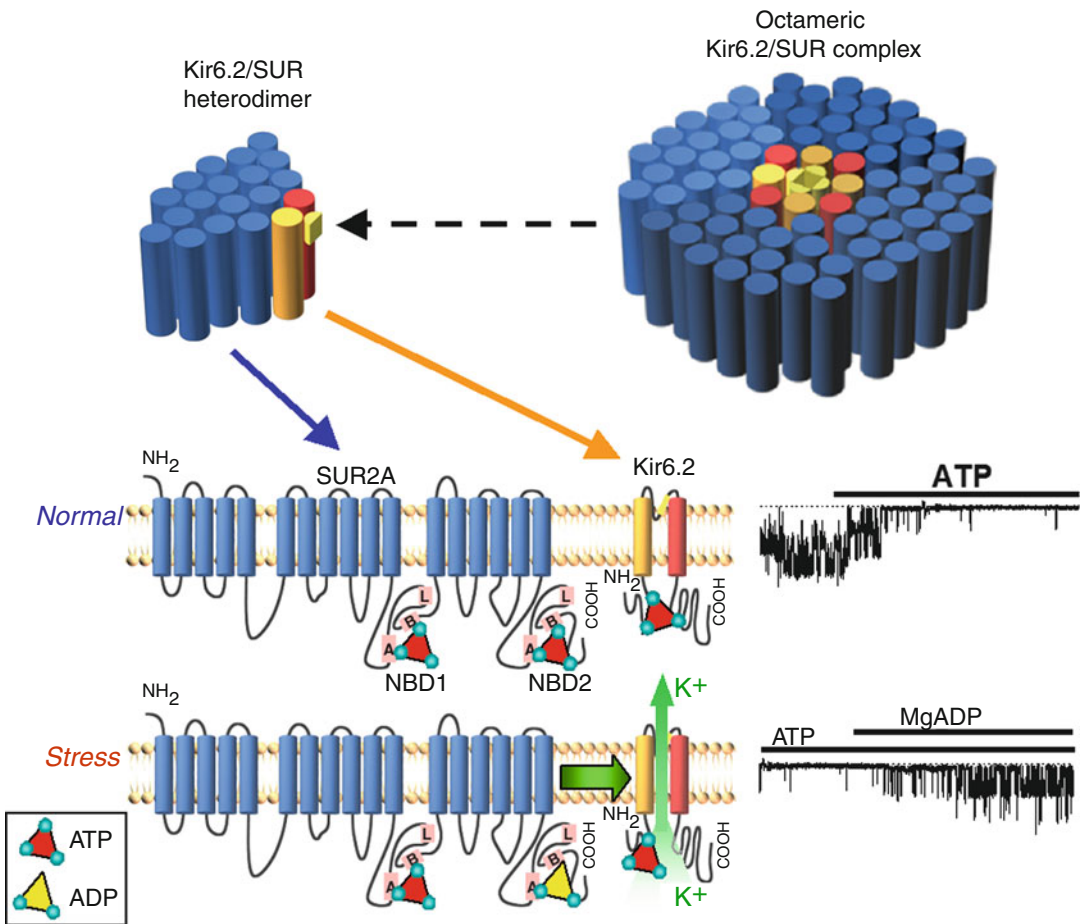 Octameric
Kir6.2/SUR complex
Kir6.2/SUR
heterodimer
NH2
SUR2A
Kir6.2
ATP
Normal
NH2
COOH
COOH
L
B
A
L
B
A
NBD1
NBD2
NH2
K+
MgADP
ATP
Stress
NH2
COOH
COOH
L
B
A
L
B
A
K+
ATP
ADP